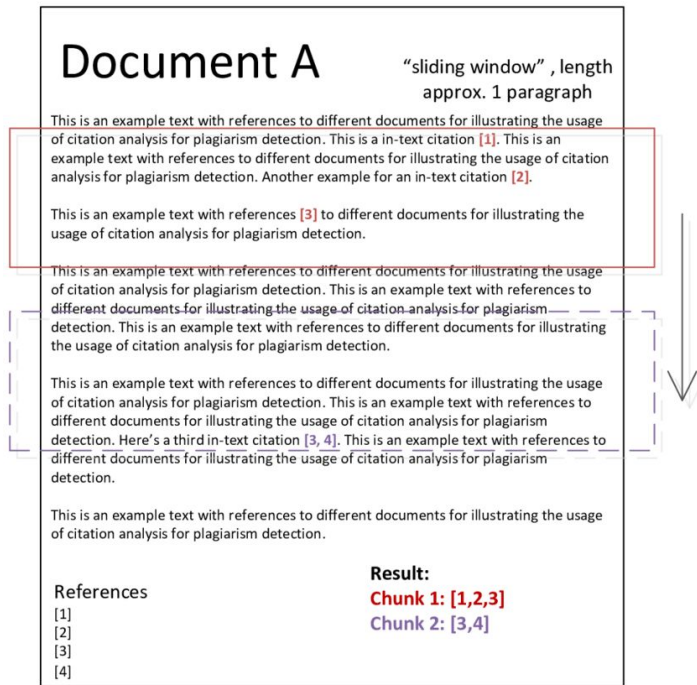 Document A
“sliding window” , length
approx. 1 paragraph
This is an example text with references to different documents for illustrating the usage
of citation analysis for plagiarism detection. This is a in-text citation [1]. This is an
example text with references to different documents for illustrating the usage of citation
analysis for plagiarism detection. Another example for an in-text citation [2].
This is an example text with references [3] to different documents for illustrating the
usage of citation analysis for plagiarism detection.
This is an example text with references to different documents for illustrating the usage
of citation analysis for plagiarism detection. This is an example text with references to
different documents for illustrating the usage of citation analysis for plagiarism
detection. This is an example text with references to different documents for illustrating
the usage of citation analysis for plagiarism detection.
This is an example text with references to different documents for illustrating the usage
of citation analysis for plagiarism detection. This is an example text with references to
different documents for illustrating the usage of citation analysis for plagiarism
detection. Here’s a third in-text citation [3, 4]. This is an example text with references to
different documents for illustrating the usage of citation analysis for plagiarism
detection.
This is an example text with references to different documents for illustrating the usage
of citation analysis for plagiarism detection.
References
[1]
[2]
[3]
[4]
Result:
Chunk 1: [1,2,3]
Chunk 2: [3,4]